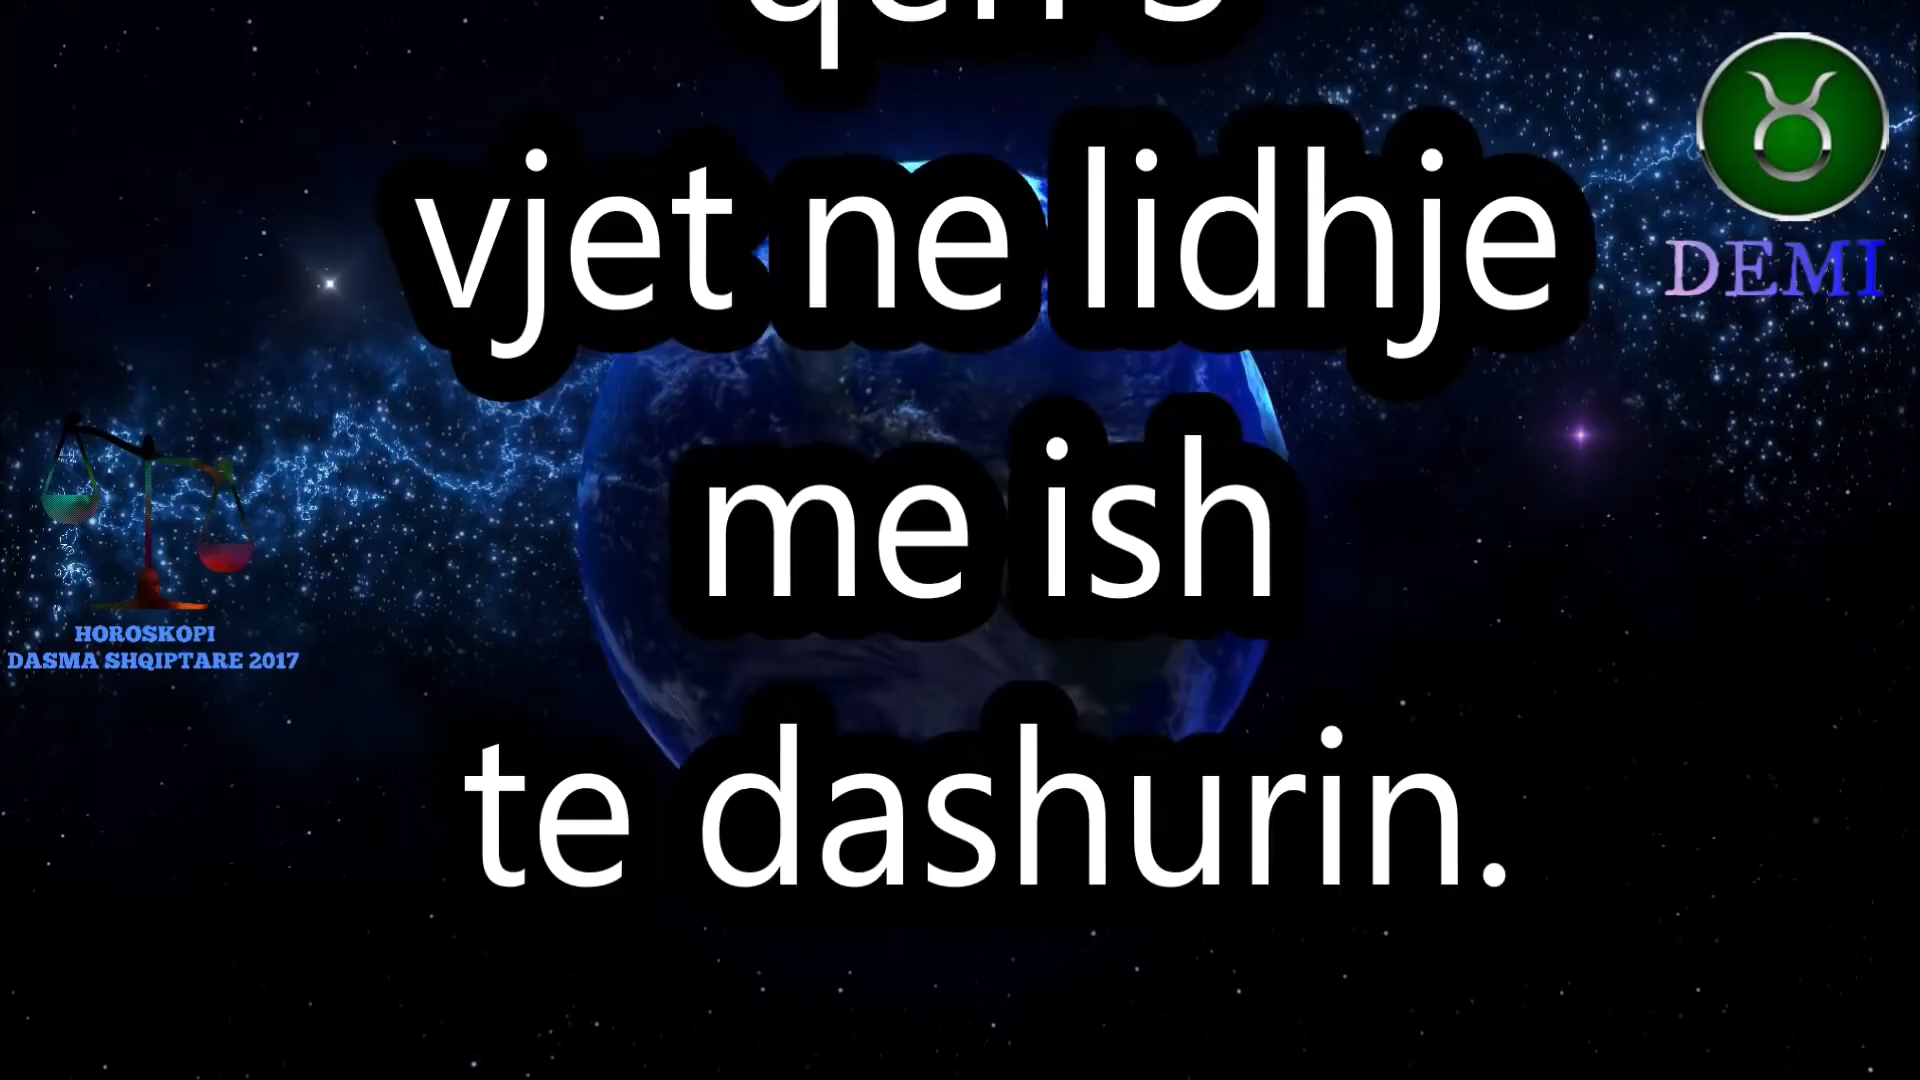 vjet ne lidhje
me ish
te dashurin.
DEMI
HOROSKOPI
DASMA SHQIPTARE 2017